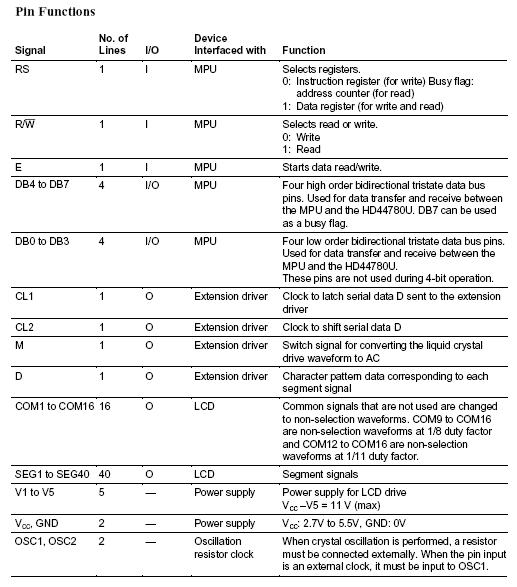 Pin Functions
Signal No. of Lines I/O Device Interfaced with Function
RS 1 I MPU Selects registers.
0: Instruction register (for write) Busy flag:
address counter (for read)
1: Data register (for write and read)
R/W̅ 1 I MPU Selects read or write.
0: Write
1: Read
E 1 I MPU Starts data read/write.
DB4 to DB7 4 I/O MPU Four high order bidirectional tristate data bus
pins. Used for data transfer and receive between
the MPU and the HD44780U. DB7 can be used
as a busy flag.
DB0 to DB3 4 I/O MPU Four low order bidirectional tristate data bus pins.
Used for data transfer and receive between the
MPU and the HD44780U.
These pins are not used during 4-bit operation.
CL1 1 O Extension driver Clock to latch serial data D sent to the extension
driver
CL2 1 O Extension driver Clock to shift serial data D
M 1 O Extension driver Switch signal for converting the liquid crystal
drive waveform to AC
D 1 O Extension driver Character pattern data corresponding to each
segment signal
COM1 to COM16 16 O LCD Common signals that are not used are changed
to non-selection waveforms. COM9 to COM16
are non-selection waveforms at 1/8 duty factor
and COM12 to COM16 are non-selection
waveforms at 1/11 duty factor.
SEG1 to SEG40 40 O LCD Segment signals
V1 to V5 5 — Power supply Power supply for LCD drive
VCC –V5 = 11 V (max)
VCC, GND 2 — Power supply VCC: 2.7V to 5.5V, GND: 0V
OSC1, OSC2 2 — Oscillation When crystal oscillation is performed, a resistor
resistor clock must be connected externally. When the pin input
is an external clock, it must be input to OSC1.